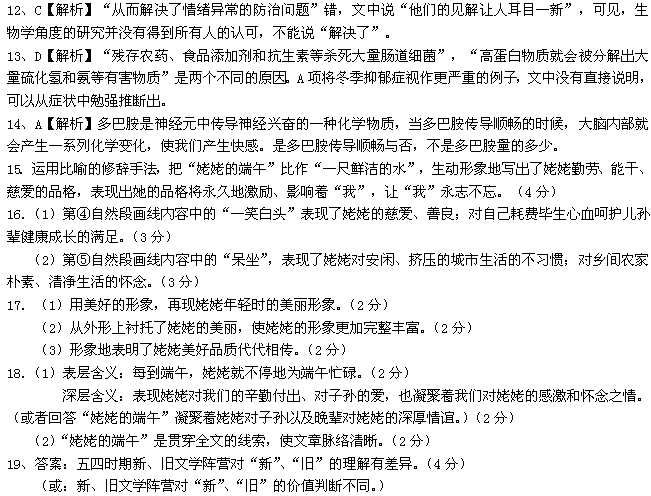 12、C【解析】“从而解决了情绪异常的防治问题”错，文中说“他们的见解让人耳目一新”，可见，生
物学角度的研究并没有得到所有人的认可，不能说“解决了”。
13、D【解析】“残存农药、食品添加剂和抗生素等杀死大量肠道细菌”，“高蛋白物质就会被分解出大
量硫化氢和氨等有害物质”是两个不同的原因。A项将冬季抑郁症视作更严重的例子，文中没有直接说明，
可以从症状中勉强推断出。
14、A【解析】多巴胺是神经元中传导神经兴奋的一种化学物质，当多巴胺传导顺畅的时候，大脑内部就
会产生一系列化学变化，使我们产生快感。是多巴胺传导顺畅与否，不是多巴胺量的多少。
15. 运用比喻的修辞手法，把“姥姥的端午”比作“一尺鲜洁的水”，生动形象地写出了姥姥勤劳、能干、
慈爱的品格，表现出她的品格将永久地激励、影响着“我”，让“我”永志不忘。（4分）
16.（1）第④自然段画线内容中的“一笑白头”表现了姥姥的慈爱、善良；对自己耗费毕生心血呵护儿孙
辈健康成长的满足。（3分）
（2）第⑤自然段画线内容中的“呆坐”，表现了姥姥对安闲、挤压的城市生活的不习惯；对乡间农家
朴素、清净生活的怀念。（3分）
17.（1）用美好的形象，再现姥姥年轻时的美丽形象。（2分）
（2）从外形上衬托了姥姥的美丽，使姥姥的形象更加完整丰富。（2分）
（3）形象地表明了姥姥美好品质代代相传。（2分）
18.（1）表层含义：每到端午，姥姥就不停地为端午忙碌。（2分）
深层含义：表现姥姥对我们的辛勤付出、对子孙的爱，也凝聚着我们对姥姥的感激和怀念之情。
（或者回答“姥姥的端午”凝聚着姥姥对子孙以及晚辈对姥姥的深厚情谊。）（2分）
（2）“姥姥的端午”是贯穿全文的线索，使文章脉络清晰。（2分）
19、答案：五四时期新、旧文学阵营对“新”、“旧”的理解有差异。（4分）
（或：新、旧文学阵营对“新”、“旧”的价值判断不同。）